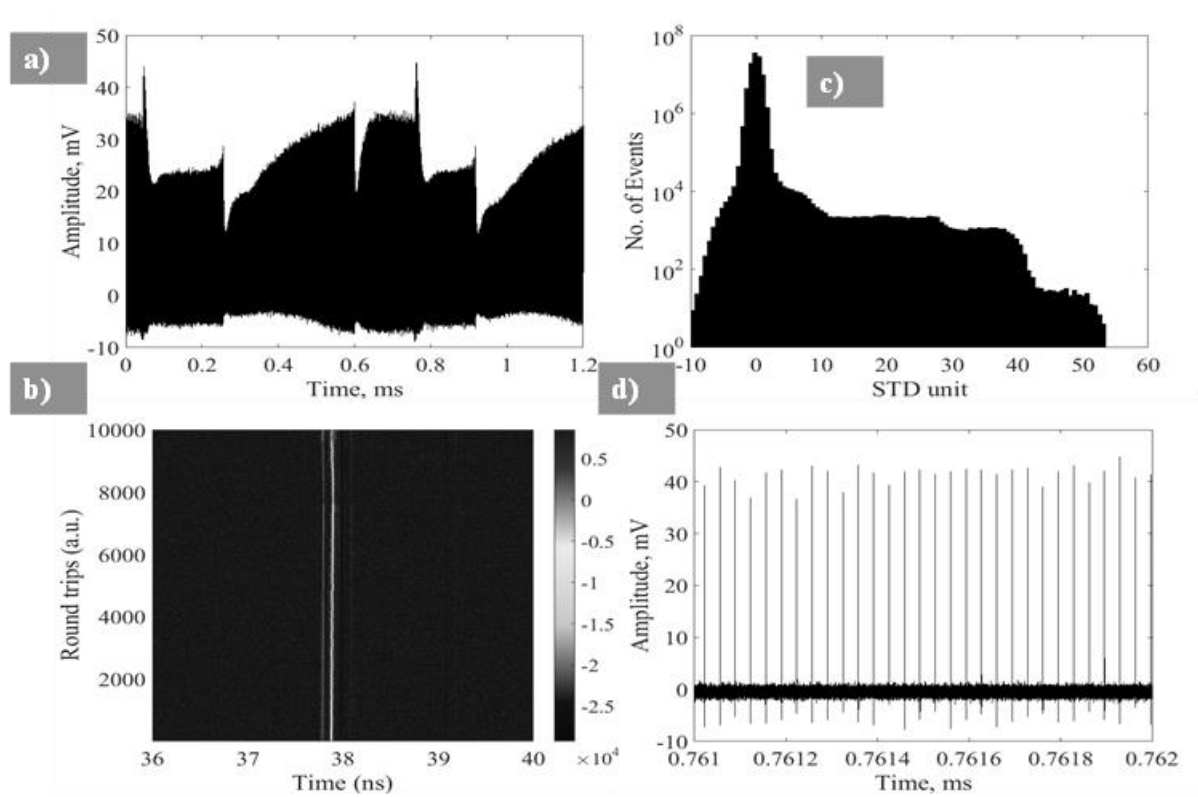 a)
50
40
30
20
10
0
-10
Amplitude, mV
0 0.2 0.4 0.6 0.8 1 1.2
Time, ms
c)
10^8
10^6
10^4
10^2
10^0
No. of Events
-10 0 10 20 30 40 50 60
STD unit
b)
10000
8000
6000
4000
2000
Round trips (a.u.)
36 37 38 39 40
Time (ns)
0.5
0
-0.5
-1
-1.5
-2
-2.5
×10^4
d)
50
40
30
20
10
0
-10
Amplitude, mV
0.761 0.7612 0.7614 0.7616 0.7618 0.762
Time, ms